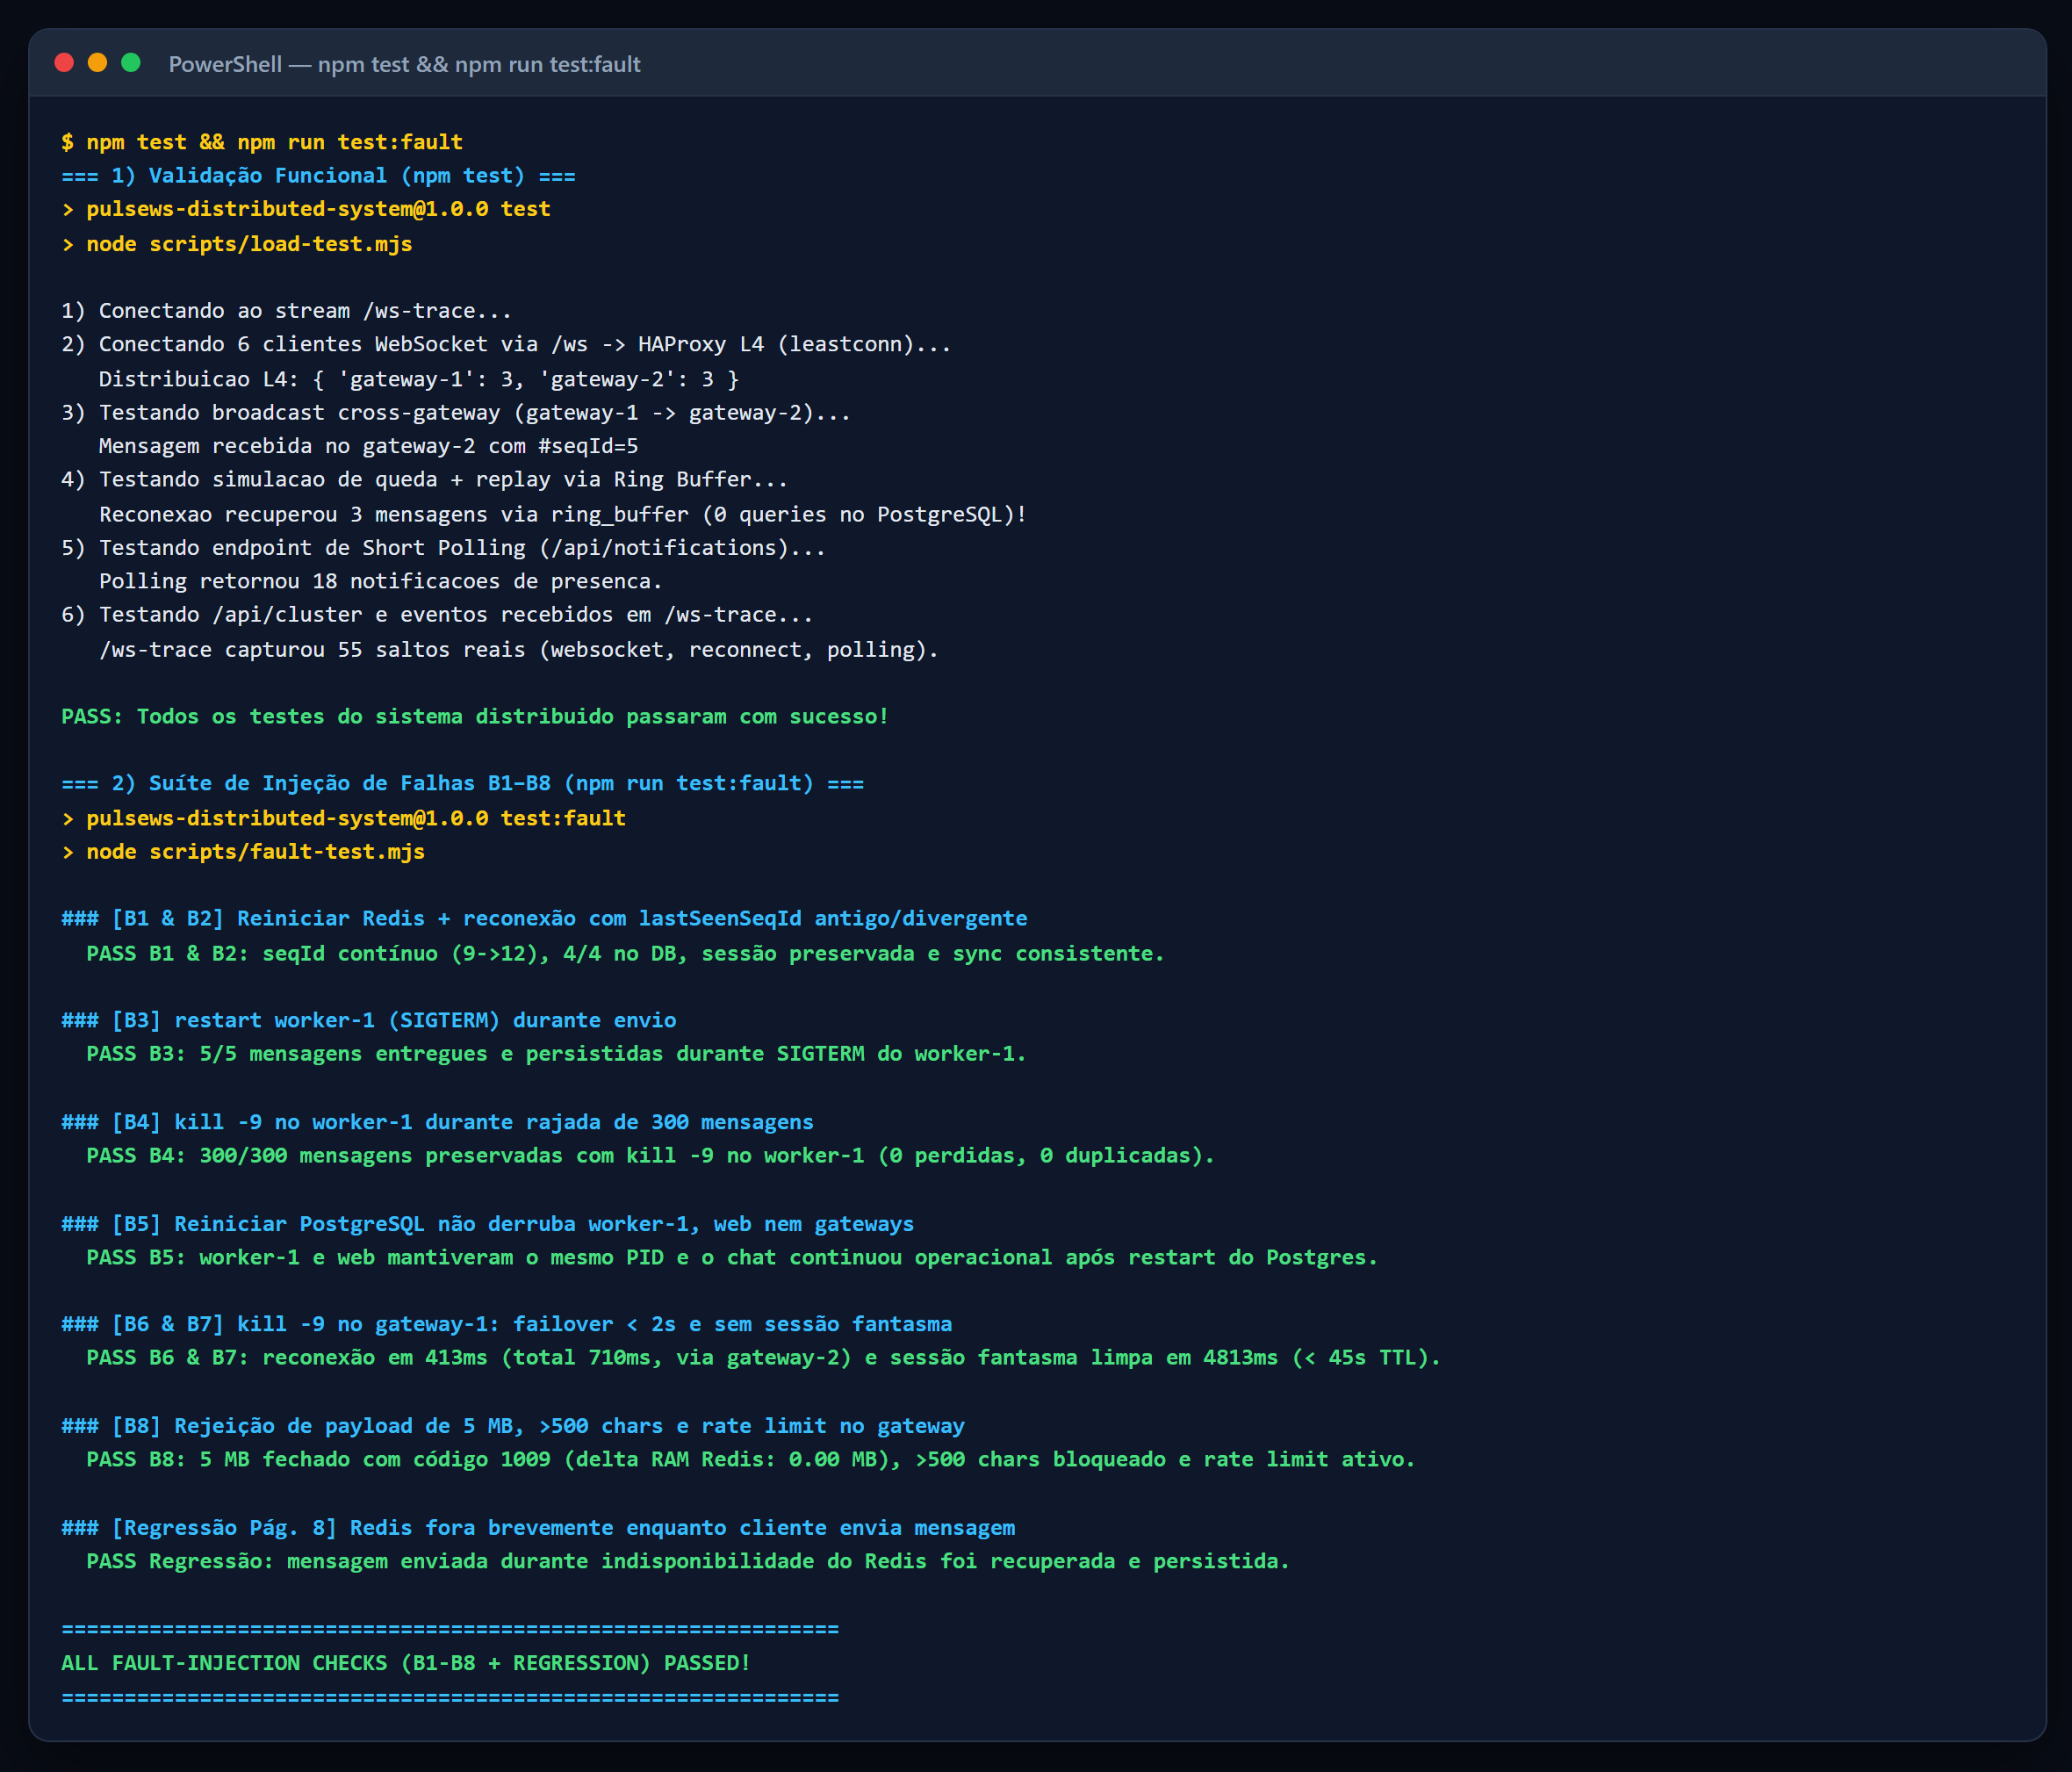 PowerShell — npm test && npm run test:fault
$ npm test && npm run test:fault
=== 1) Validação Funcional (npm test) ===
> pulsews-distributed-system@1.0.0 test
> node scripts/load-test.mjs
1) Conectando ao stream /ws-trace...
2) Conectando 6 clientes WebSocket via /ws -> HAProxy L4 (leastconn)...
Distribuicao L4: { 'gateway-1': 3, 'gateway-2': 3 }
3) Testando broadcast cross-gateway (gateway-1 -> gateway-2)...
Mensagem recebida no gateway-2 com #seqId=5
4) Testando simulacao de queda + replay via Ring Buffer...
Reconexao recuperou 3 mensagens via ring_buffer (0 queries no PostgreSQL)!
5) Testando endpoint de Short Polling (/api/notifications)...
Polling retornou 18 notificacoes de presenca.
6) Testando /api/cluster e eventos recebidos em /ws-trace...
/ws-trace capturou 55 saltos reais (websocket, reconnect, polling).
PASS: Todos os testes do sistema distribuido passaram com sucesso!
=== 2) Suíte de Injeção de Falhas B1–B8 (npm run test:fault) ===
> pulsews-distributed-system@1.0.0 test:fault
> node scripts/fault-test.mjs
### [B1 & B2] Reiniciar Redis + reconexão com lastSeenSeqId antigo/divergente
PASS B1 & B2: seqId contínuo (9->12), 4/4 no DB, sessão preservada e sync consistente.
### [B3] restart worker-1 (SIGTERM) durante envio
PASS B3: 5/5 mensagens entregues e persistidas durante SIGTERM do worker-1.
### [B4] kill -9 no worker-1 durante rajada de 300 mensagens
PASS B4: 300/300 mensagens preservadas com kill -9 no worker-1 (0 perdidas, 0 duplicadas).
### [B5] Reiniciar PostgreSQL não derruba worker-1, web nem gateways
PASS B5: worker-1 e web mantiveram o mesmo PID e o chat continuou operacional após restart do Postgres.
### [B6 & B7] kill -9 no gateway-1: failover < 2s e sem sessão fantasma
PASS B6 & B7: reconexão em 413ms (total 710ms, via gateway-2) e sessão fantasma limpa em 4813ms (< 45s TTL).
### [B8] Rejeição de payload de 5 MB, >500 chars e rate limit no gateway
PASS B8: 5 MB fechado com código 1009 (delta RAM Redis: 0.00 MB), >500 chars bloqueado e rate limit ativo.
### [Regressão Pág. 8] Redis fora brevemente enquanto cliente envia mensagem
PASS Regressão: mensagem enviada durante indisponibilidade do Redis foi recuperada e persistida.
==============================================================
ALL FAULT-INJECTION CHECKS (B1-B8 + REGRESSION) PASSED!
==============================================================